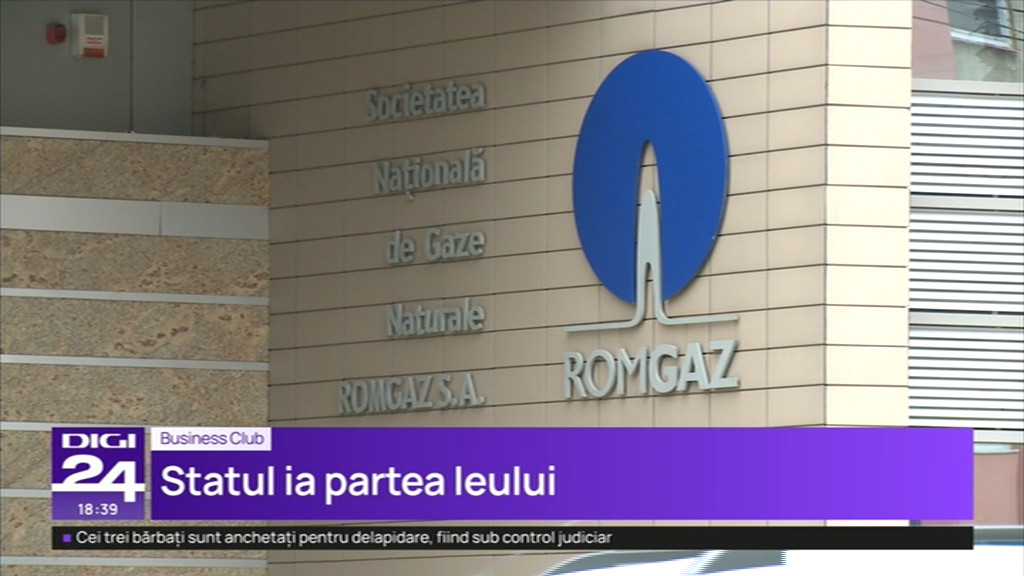 Societatea
Națională
de Gaze
Naturale
ROMGAZ S.A.
ROMGAZ
DIGI
24
18:39
Business Club
Statul ia partea leului
Cei trei bărbați sunt anchetați pentru delapidare, fiind sub control judiciar